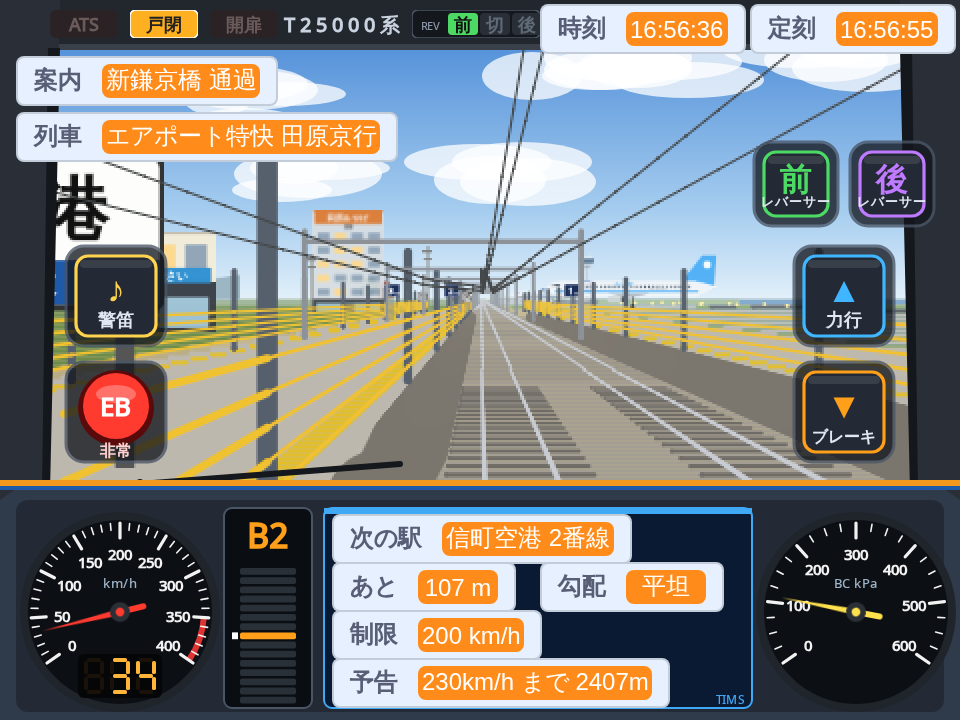 ATS 戸閉 開扉 T25000系 REV 前 切 後
時刻 16:56:36 定刻 16:56:55
案内 新鎌京橋 通過
列車 エアポート特快 田原京行
港
前 レバーサー
後 レバーサー
♪ 警笛
▲ 力行
EB 非常
▼ ブレーキ
0 50 100 150 200 250 300 350 400
km/h
34
B2
次の駅 信町空港 2番線
あと 107 m 勾配 平坦
制限 200 km/h
予告 230km/h まで 2407m
TIMS
0 100 200 300 400 500 600
BC kPa